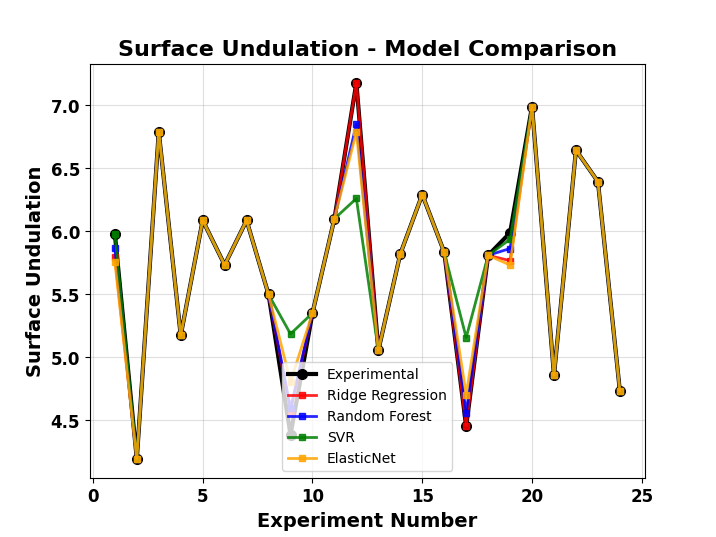 Surface Undulation - Model Comparison
Surface Undulation
7.0
6.5
6.0
5.5
5.0
4.5
Experimental
Ridge Regression
Random Forest
SVR
ElasticNet
0 5 10 15 20 25
Experiment Number